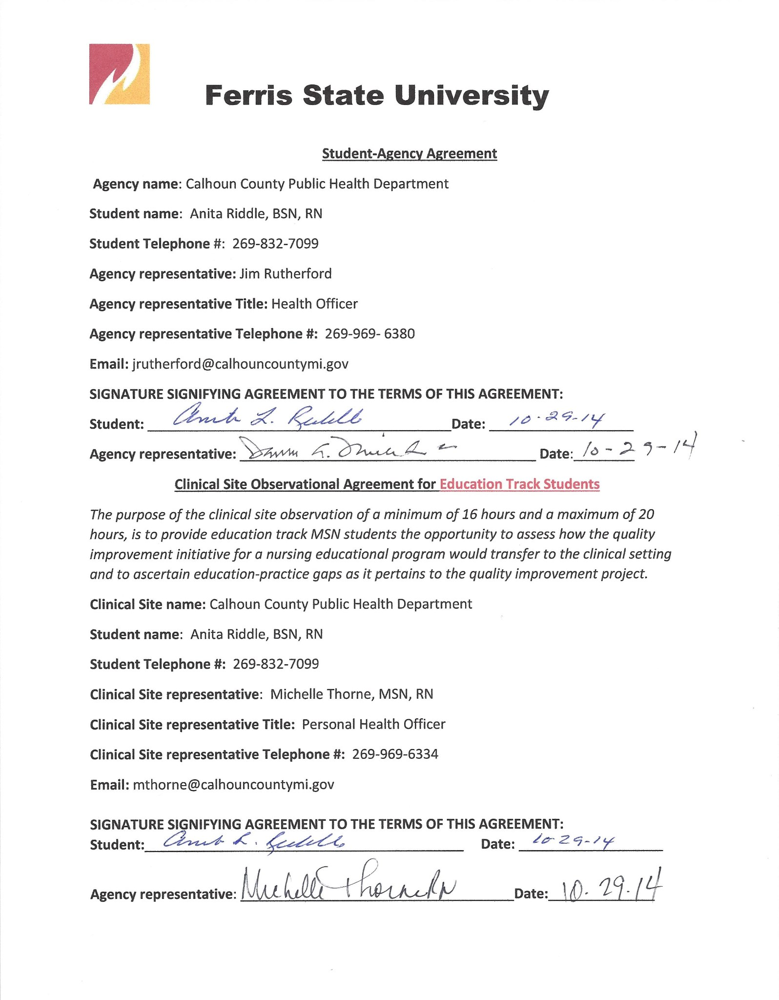 Ferris State University
Student-Agency Agreement
Agency name: Calhoun County Public Health Department
Student name: Anita Riddle, BSN, RN
Student Telephone #: 269-832-7099
Agency representative: Jim Rutherford
Agency representative Title: Health Officer
Agency representative Telephone #: 269-969- 6380
Email: jrutherford@calhouncountymi.gov
SIGNATURE SIGNIFYING AGREEMENT TO THE TERMS OF THIS AGREEMENT:
Student: Anita L. Riddle Date: 10-29-14
Agency representative: Date: 10-29-14
Clinical Site Observational Agreement for Education Track Students
The purpose of the clinical site observation of a minimum of 16 hours and a maximum of 20
hours, is to provide education track MSN students the opportunity to assess how the quality
improvement initiative for a nursing educational program would transfer to the clinical setting
and to ascertain education-practice gaps as it pertains to the quality improvement project.
Clinical Site name: Calhoun County Public Health Department
Student name: Anita Riddle, BSN, RN
Student Telephone #: 269-832-7099
Clinical Site representative: Michelle Thorne, MSN, RN
Clinical Site representative Title: Personal Health Officer
Clinical Site representative Telephone #: 269-969-6334
Email: mthorne@calhouncountymi.gov
SIGNATURE SIGNIFYING AGREEMENT TO THE TERMS OF THIS AGREEMENT:
Student: Anita L. Riddle Date: 10-29-14
Agency representative: Michelle Thorne RN Date: 10.29.14